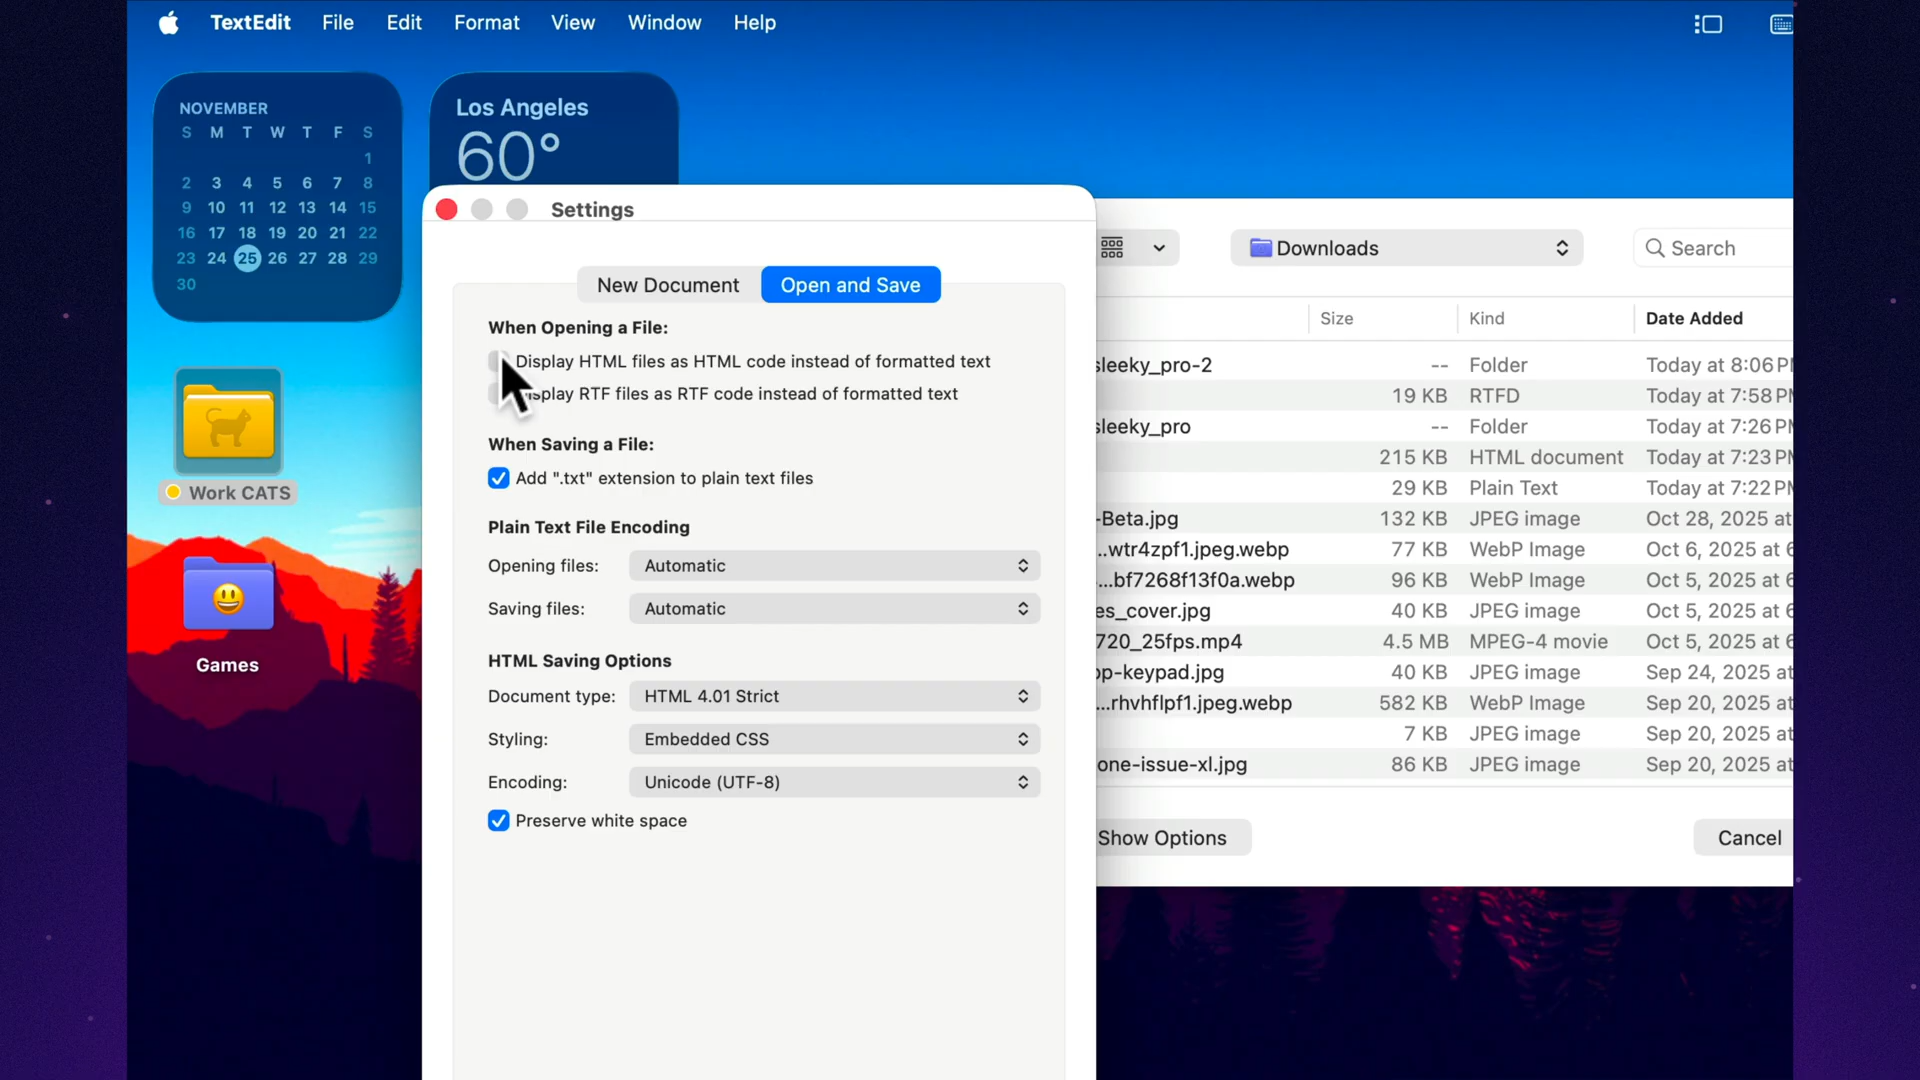 TextEdit File Edit Format View Window Help
NOVEMBER
S M T W T F S
1
2 3 4 5 6 7 8
9 10 11 12 13 14 15
16 17 18 19 20 21 22
23 24 25 26 27 28 29
30
Los Angeles
60°
Work CATS
Games
Settings
New Document Open and Save
When Opening a File:
Display HTML files as HTML code instead of formatted text
splay RTF files as RTF code instead of formatted text
When Saving a File:
Add ".txt" extension to plain text files
Plain Text File Encoding
Opening files: Automatic
Saving files: Automatic
HTML Saving Options
Document type: HTML 4.01 Strict
Styling: Embedded CSS
Encoding: Unicode (UTF-8)
Preserve white space
Downloads Search
Size Kind Date Added
sleeky_pro-2 -- Folder Today at 8:06 PM
19 KB RTFD Today at 7:58 PM
sleeky_pro -- Folder Today at 7:26 PM
215 KB HTML document Today at 7:23 PM
29 KB Plain Text Today at 7:22 PM
-Beta.jpg 132 KB JPEG image Oct 28, 2025 at
...wtr4zpf1.jpeg.webp 77 KB WebP Image Oct 6, 2025 at 6
...bf7268f13f0a.webp 96 KB WebP Image Oct 5, 2025 at 6
es_cover.jpg 40 KB JPEG image Oct 5, 2025 at 6
720_25fps.mp4 4.5 MB MPEG-4 movie Oct 5, 2025 at 6
op-keypad.jpg 40 KB JPEG image Sep 24, 2025 at
...rhvhflpf1.jpeg.webp 582 KB WebP Image Sep 20, 2025 at
7 KB JPEG image Sep 20, 2025 at
one-issue-xl.jpg 86 KB JPEG image Sep 20, 2025 at
Show Options Cancel